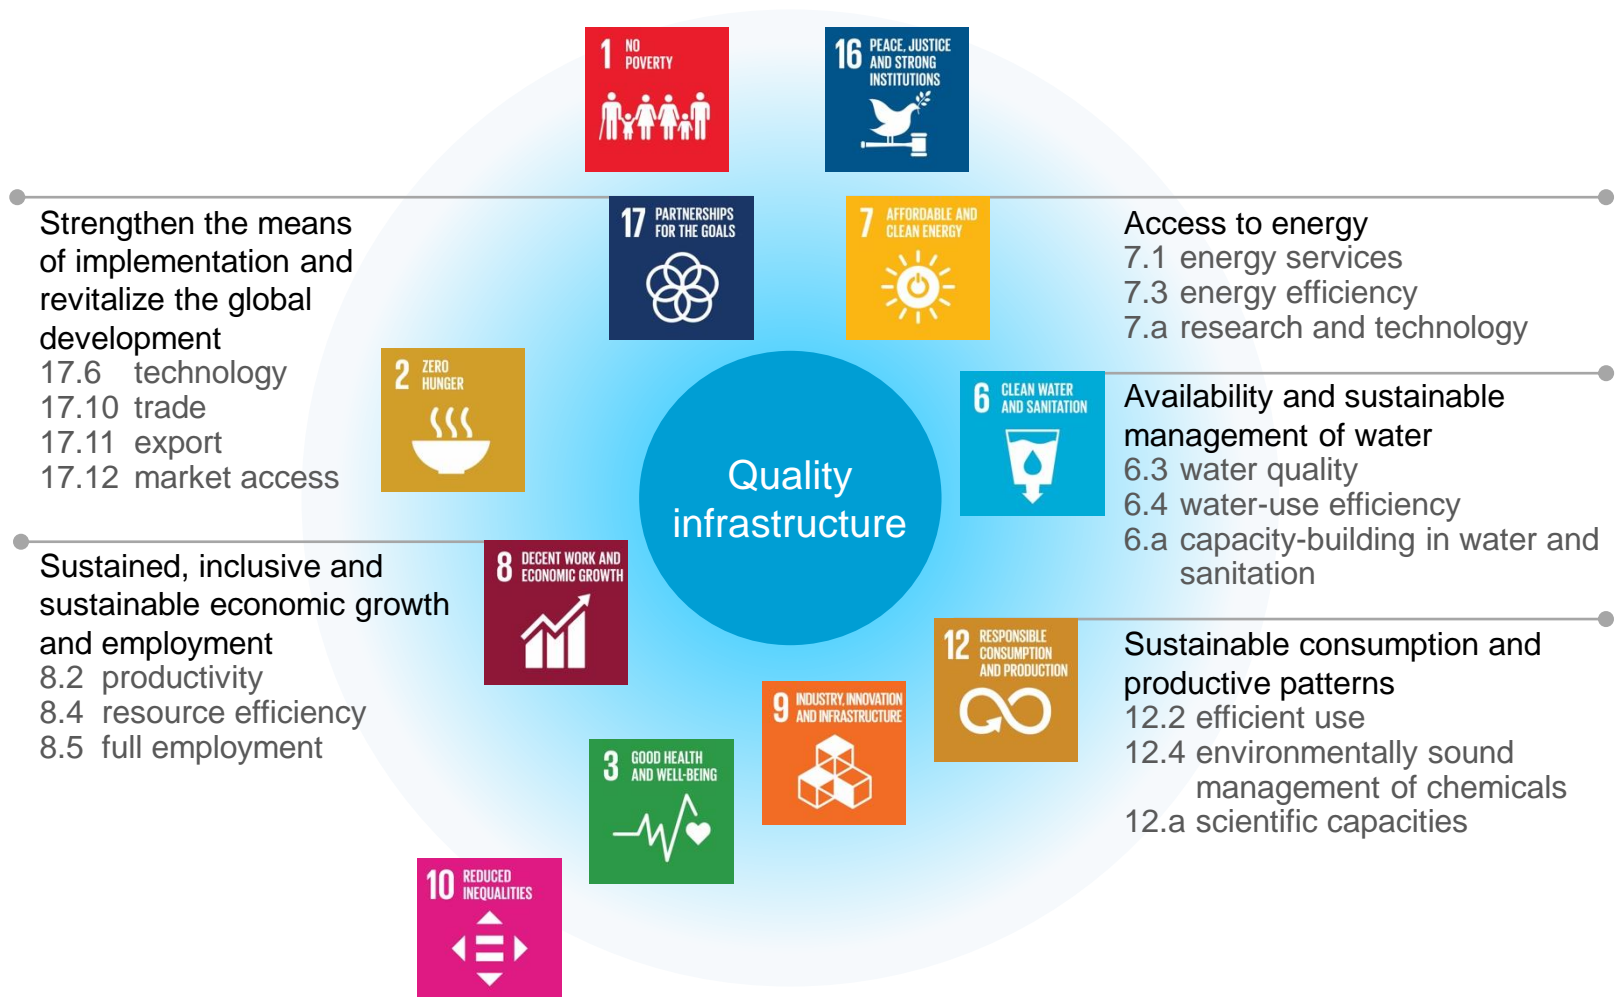 1 NO
POVERTY
16 PEACE, JUSTICE
AND STRONG
INSTITUTIONS
17 PARTNERSHIPS
FOR THE GOALS
7 AFFORDABLE AND
CLEAN ENERGY
Strengthen the means
of implementation and
revitalize the global
development
17.6 technology
17.10 trade
17.11 export
17.12 market access
2 ZERO
HUNGER
Access to energy
7.1 energy services
7.3 energy efficiency
7.a research and technology
6 CLEAN WATER
AND SANITATION
Availability and sustainable
management of water
6.3 water quality
6.4 water-use efficiency
6.a capacity-building in water and
sanitation
Quality
infrastructure
Sustained, inclusive and
sustainable economic growth
and employment
8.2 productivity
8.4 resource efficiency
8.5 full employment
8 DECENT WORK AND
ECONOMIC GROWTH
12 RESPONSIBLE
CONSUMPTION
AND PRODUCTION
Sustainable consumption and
productive patterns
12.2 efficient use
12.4 environmentally sound
management of chemicals
12.a scientific capacities
9 INDUSTRY, INNOVATION
AND INFRASTRUCTURE
3 GOOD HEALTH
AND WELL-BEING
10 REDUCED
INEQUALITIES